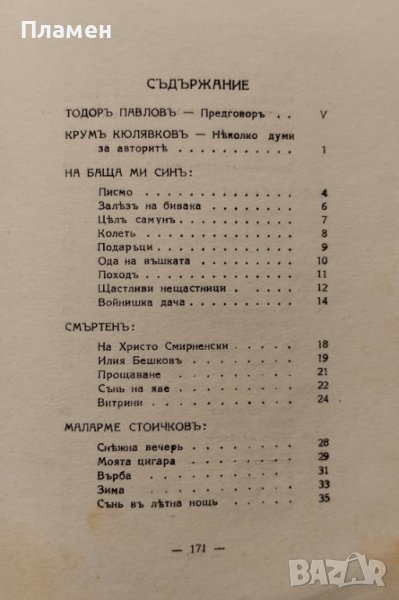 Пламен
СЪДЪРЖАНИЕ
ТОДОРЪ ПАВЛОВЪ — Предговоръ . . V
КРУМЪ КЮЛЯВКОВЪ — Нѣколко думи
за авторитѣ . . . . . . . . . . . 1
НА БАЩА МИ СИНЪ:
Писмо . . . . . . . . . . . . 4
Залѣзъ на бивака . . . . . . . . 6
Цѣлъ самунъ . . . . . . . . . . 7
Колетъ . . . . . . . . . . . . 8
Подаръци . . . . . . . . . . . 9
Ода на въшката . . . . . . . . 10
Походъ . . . . . . . . . . . . 11
Щастливи нещастници . . . . . . 12
Войнишка дача . . . . . . . . . 14
СМЪРТЕНЪ:
На Христо Смирненски . . . . . 18
Илия Бешковъ . . . . . . . . . 19
Прощаване . . . . . . . . . . . 21
Сънь на яве . . . . . . . . . . 22
Витрини . . . . . . . . . . . . 24
МАЛАРМЕ СТОИЧКОВЪ:
Снѣжна вечерь . . . . . . . . . 28
Моята цигара . . . . . . . . . 29
Върба . . . . . . . . . . . . . 31
Зима . . . . . . . . . . . . . 33
Сънь въ лѣтна нощь . . . . . . 35
— 171 —
BAZAR